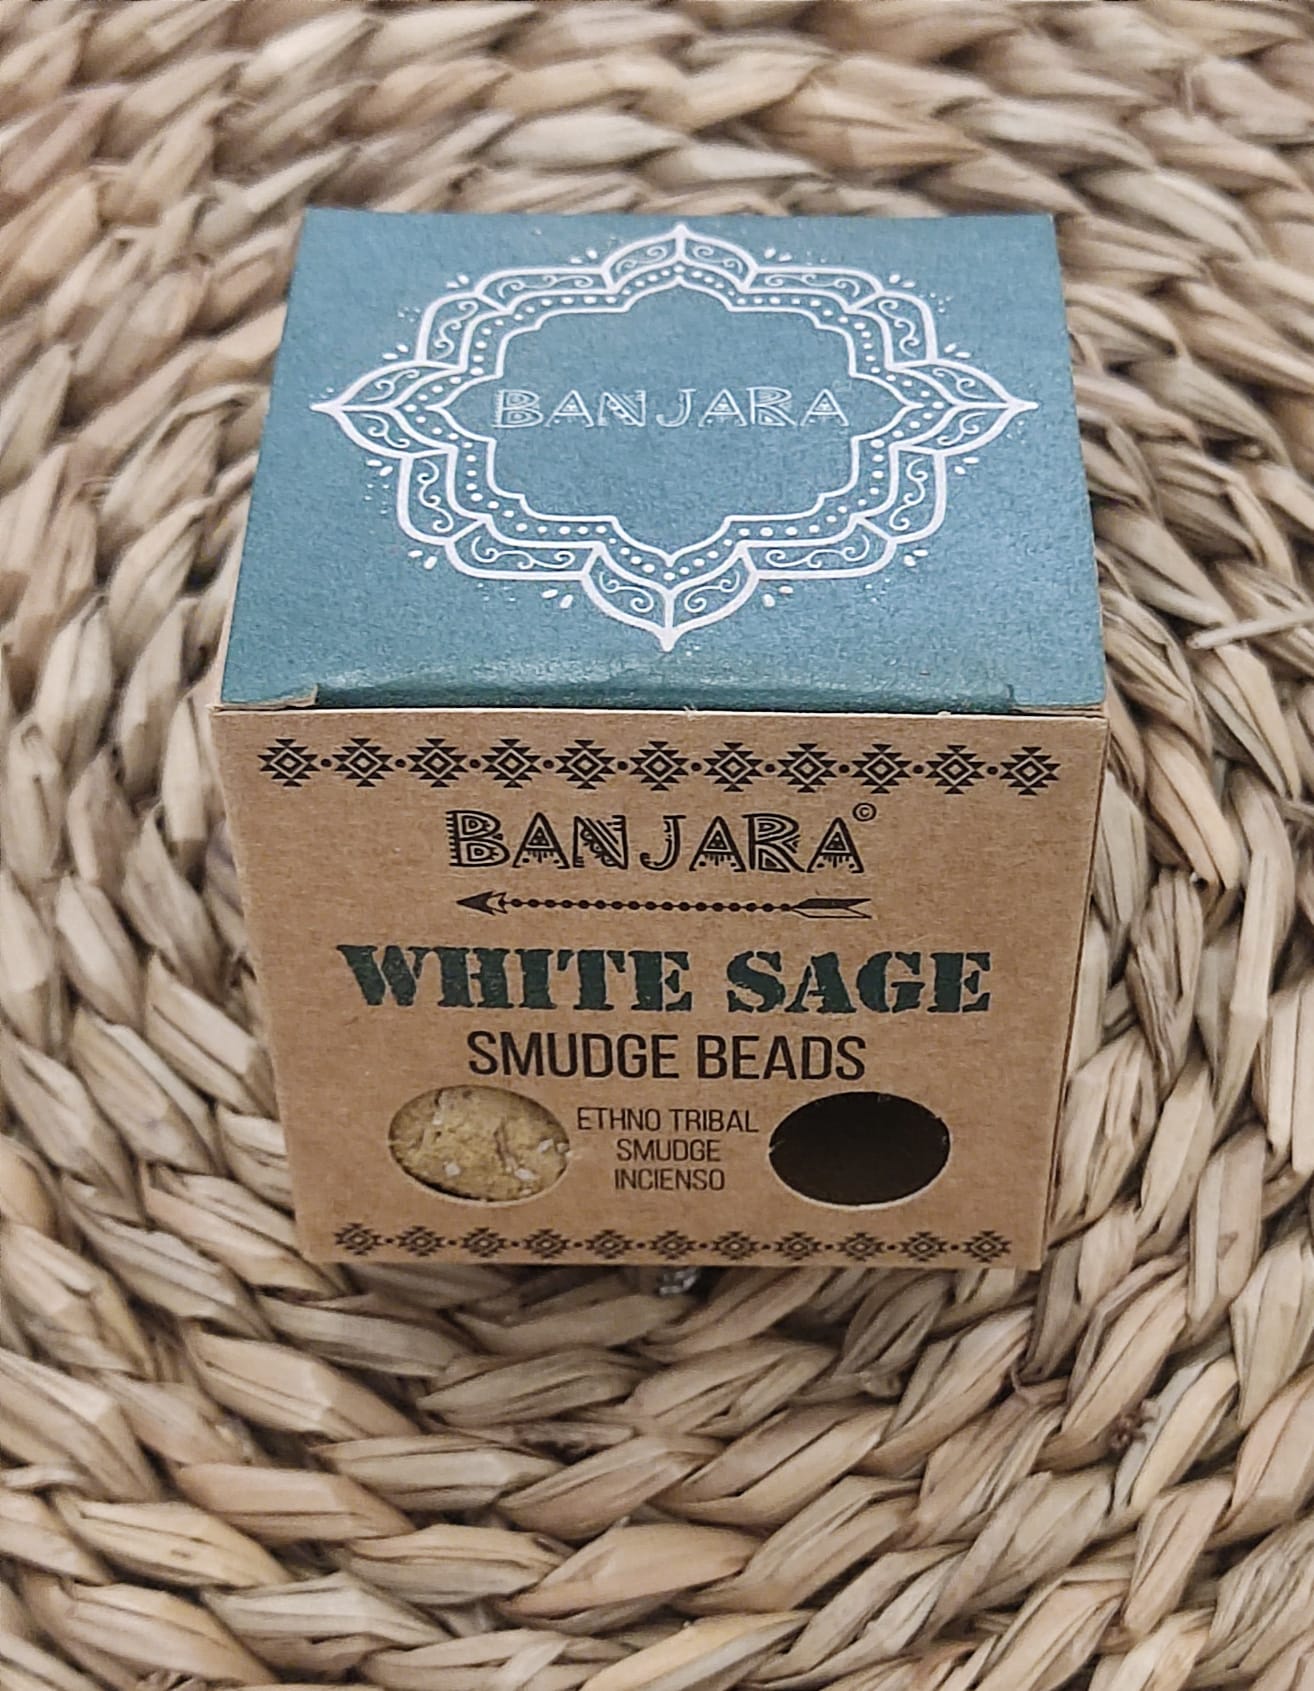 BANJARA
BANJARA©
WHITE SAGE
SMUDGE BEADS
ETHNO TRIBAL
SMUDGE
INCIENSO